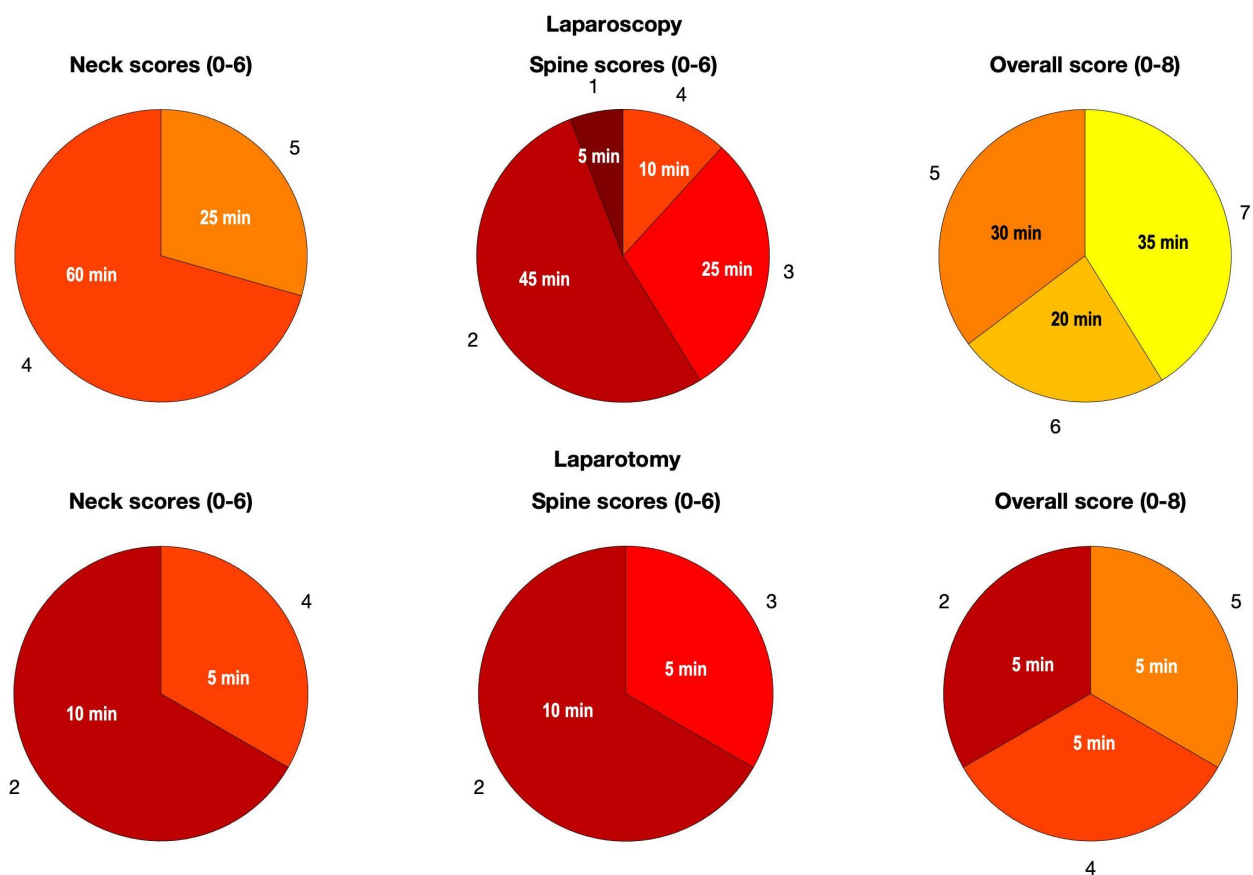 Laparoscopy
Neck scores (0-6)
5
25 min
60 min
4
Spine scores (0-6)
1
4
5 min
10 min
25 min
3
45 min
2
Overall score (0-8)
5
7
30 min
35 min
20 min
6
Laparotomy
Neck scores (0-6)
4
5 min
10 min
2
Spine scores (0-6)
3
5 min
10 min
2
Overall score (0-8)
2
5
5 min
5 min
5 min
4